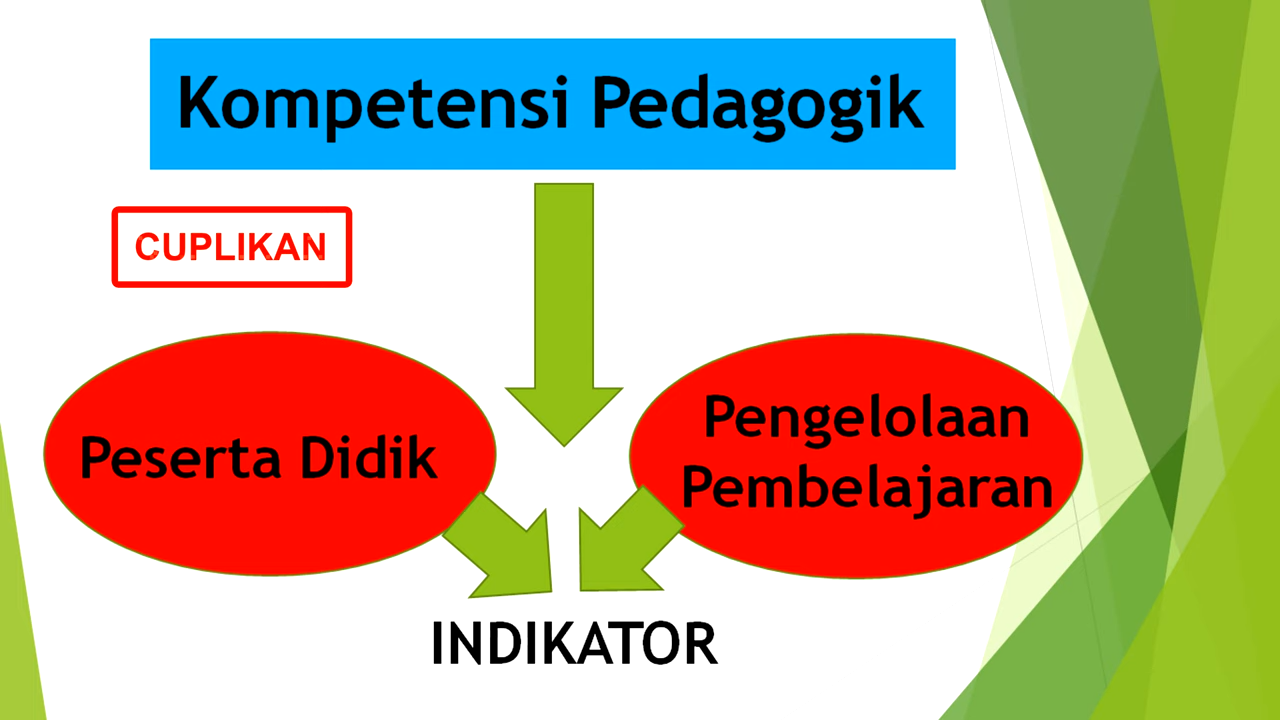 Kompetensi Pedagogik
CUPLIKAN
Peserta Didik
Pengelolaan
Pembelajaran
INDIKATOR